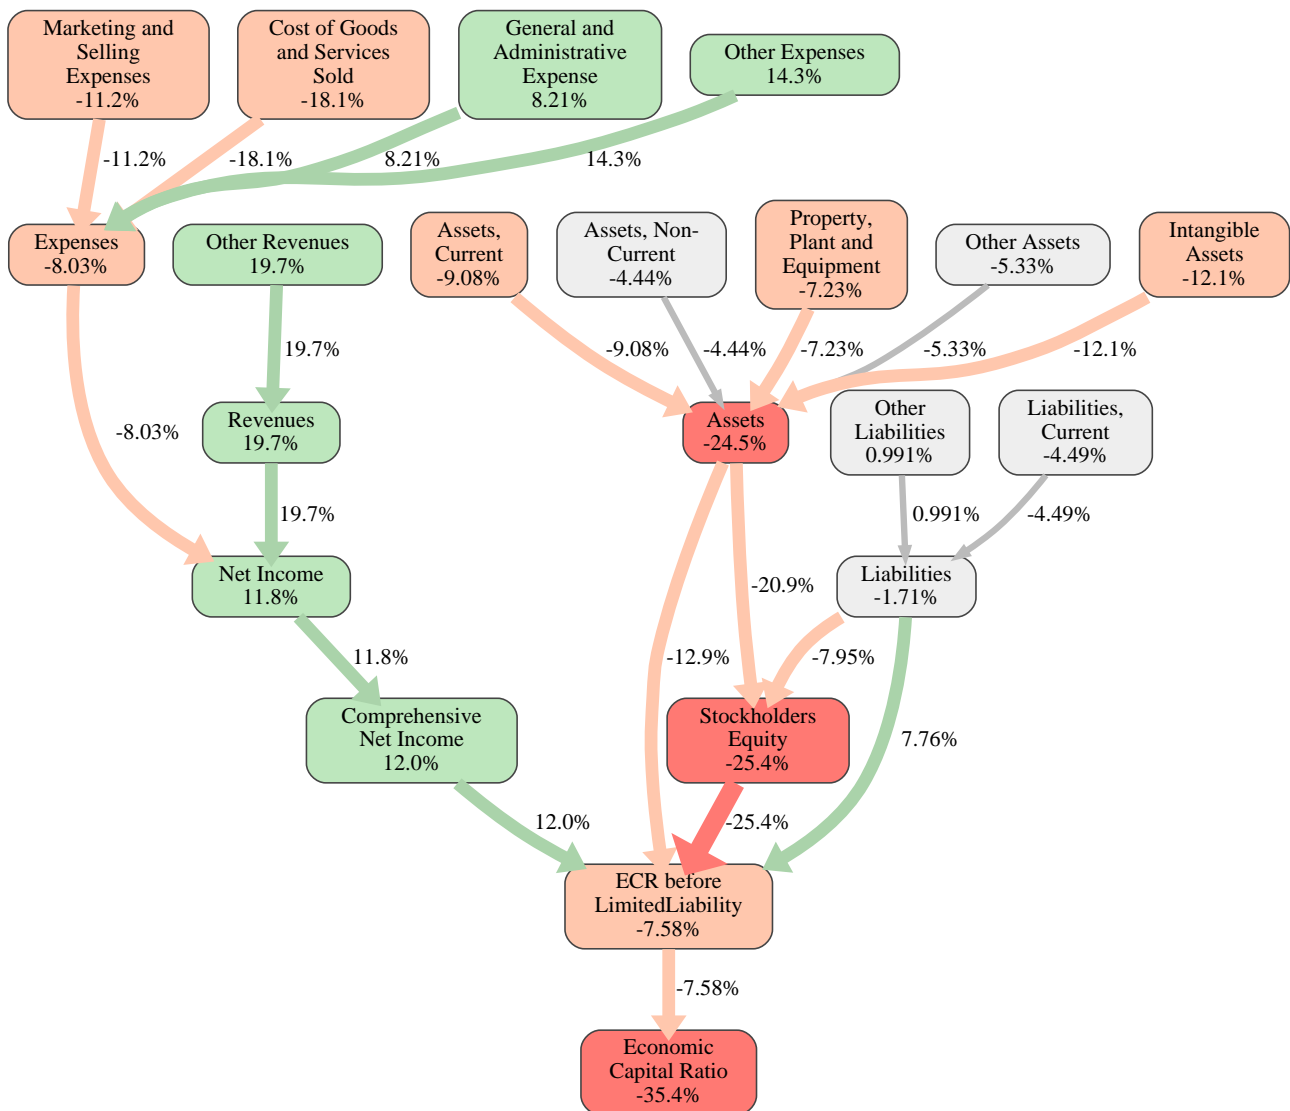 Marketing and
Selling
Expenses
-11.2%
Cost of Goods
and Services
Sold
-18.1%
General and
Administrative
Expense
8.21%
Other Expenses
14.3%
-11.2%
-18.1%
8.21%
14.3%
Expenses
-8.03%
Other Revenues
19.7%
Assets,
Current
-9.08%
Assets, Non-
Current
-4.44%
Property,
Plant and
Equipment
-7.23%
Other Assets
-5.33%
Intangible
Assets
-12.1%
19.7%
-9.08%
-4.44%
-7.23%
-5.33%
-12.1%
-8.03%
Revenues
19.7%
Assets
-24.5%
Other
Liabilities
0.991%
Liabilities,
Current
-4.49%
19.7%
0.991%
-4.49%
Net Income
11.8%
-20.9%
Liabilities
-1.71%
11.8%
-12.9%
-7.95%
Comprehensive
Net Income
12.0%
Stockholders
Equity
-25.4%
7.76%
12.0%
-25.4%
ECR before
LimitedLiability
-7.58%
-7.58%
Economic
Capital Ratio
-35.4%